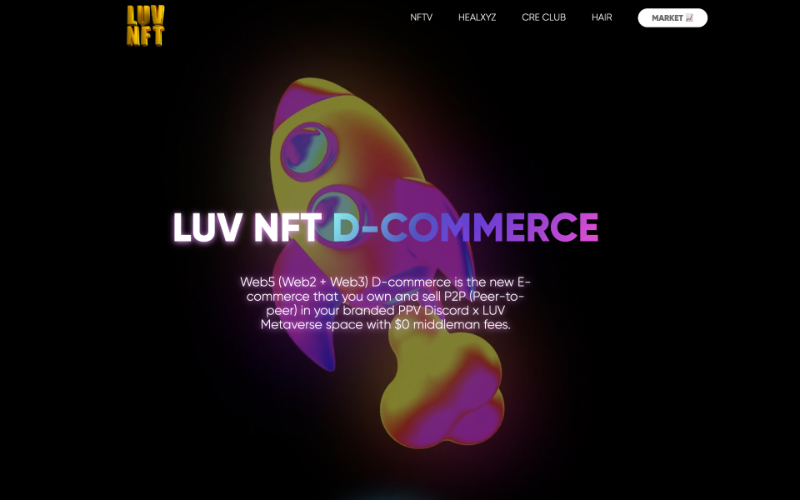 LUV
NFT
NFTV
HEALXYZ
CRE CLUB
HAIR
MARKET 📈
LUV NFT D-COMMERCE
Web5 (Web2 + Web3) D-commerce is the new E-
commerce that you own and sell P2P (Peer-to-
peer) in your branded PPV Discord x LUV
Metaverse space with $0 middleman fees.